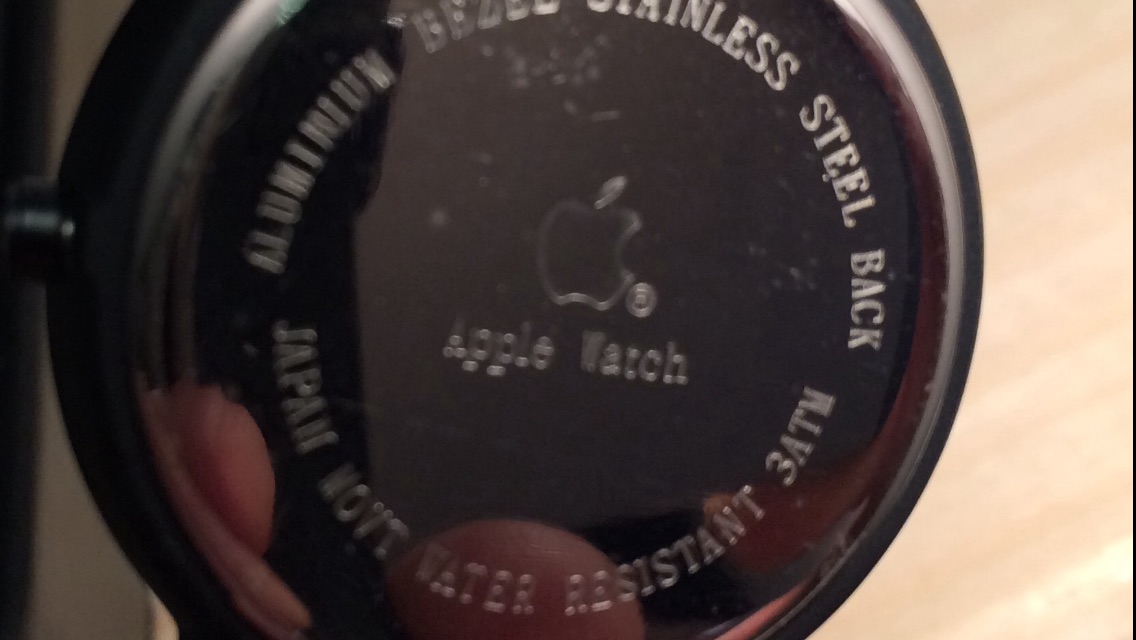 ALUMINIUM BEZEL STAINLESS STEEL BACK
®
Apple Watch
JAPAN MOVT WATER RESISTANT 3ATM